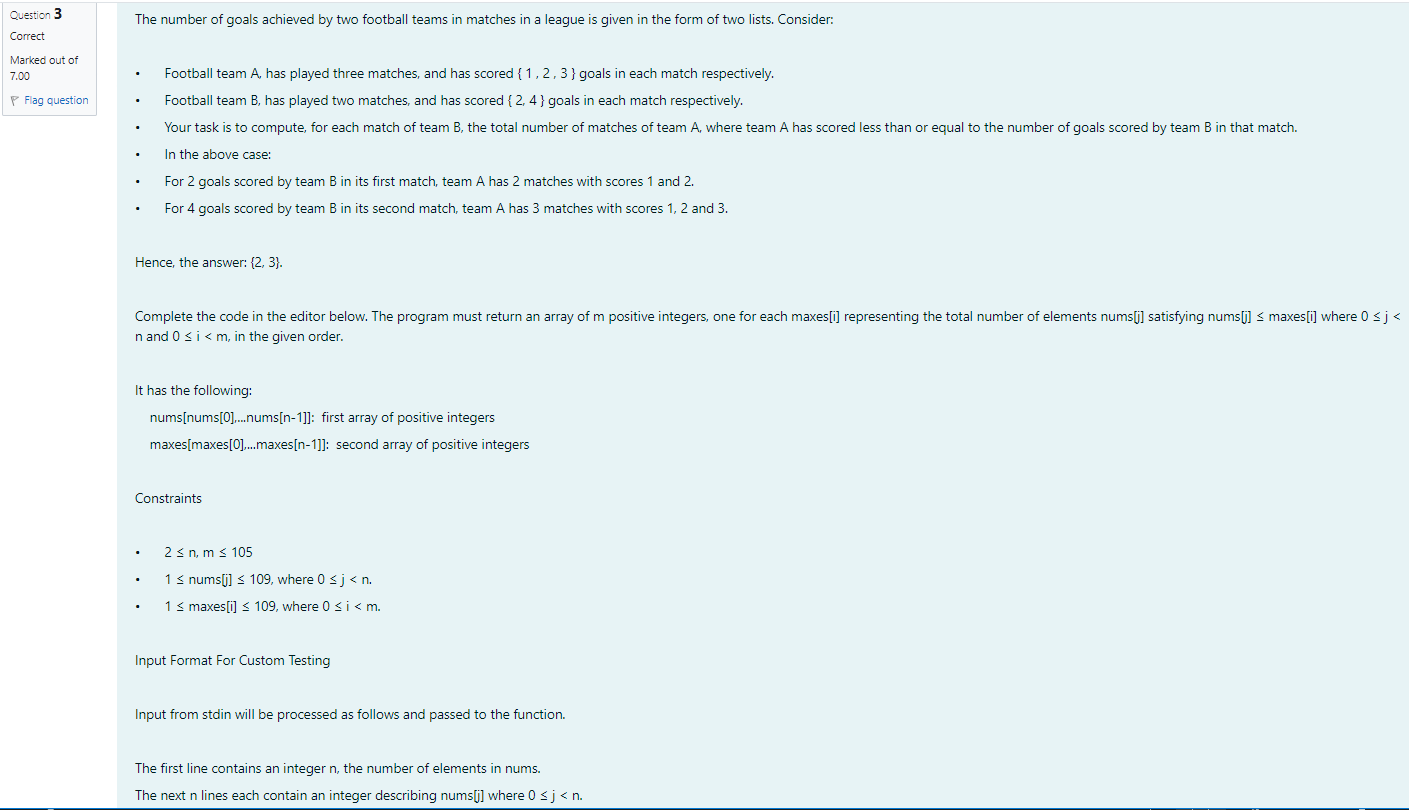 Question 3
Correct
Marked out of
7.00
Flag question
The number of goals achieved by two football teams in matches in a league is given in the form of two lists. Consider:
• Football team A, has played three matches, and has scored { 1 , 2 , 3 } goals in each match respectively.
• Football team B, has played two matches, and has scored { 2, 4 } goals in each match respectively.
• Your task is to compute, for each match of team B, the total number of matches of team A, where team A has scored less than or equal to the number of goals scored by team B in that match.
• In the above case:
• For 2 goals scored by team B in its first match, team A has 2 matches with scores 1 and 2.
• For 4 goals scored by team B in its second match, team A has 3 matches with scores 1, 2 and 3.
Hence, the answer: {2, 3}.
Complete the code in the editor below. The program must return an array of m positive integers, one for each maxes[i] representing the total number of elements nums[j] satisfying nums[j] ≤ maxes[i] where 0 ≤ j <
n and 0 ≤ i < m, in the given order.
It has the following:
nums[nums[0],...nums[n-1]]: first array of positive integers
maxes[maxes[0],...maxes[n-1]]: second array of positive integers
Constraints
• 2 ≤ n, m ≤ 105
• 1 ≤ nums[j] ≤ 109, where 0 ≤ j < n.
• 1 ≤ maxes[i] ≤ 109, where 0 ≤ i < m.
Input Format For Custom Testing
Input from stdin will be processed as follows and passed to the function.
The first line contains an integer n, the number of elements in nums.
The next n lines each contain an integer describing nums[j] where 0 ≤ j < n.